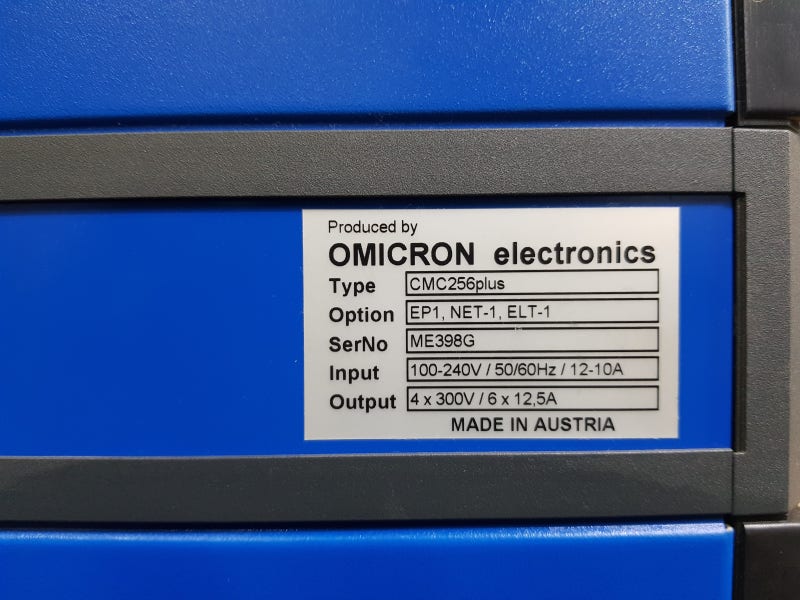 Produced by
OMICRON electronics
Type CMC256plus
Option EP1, NET-1, ELT-1
SerNo ME398G
Input 100-240V / 50/60Hz / 12-10A
Output 4 x 300V / 6 x 12,5A
MADE IN AUSTRIA